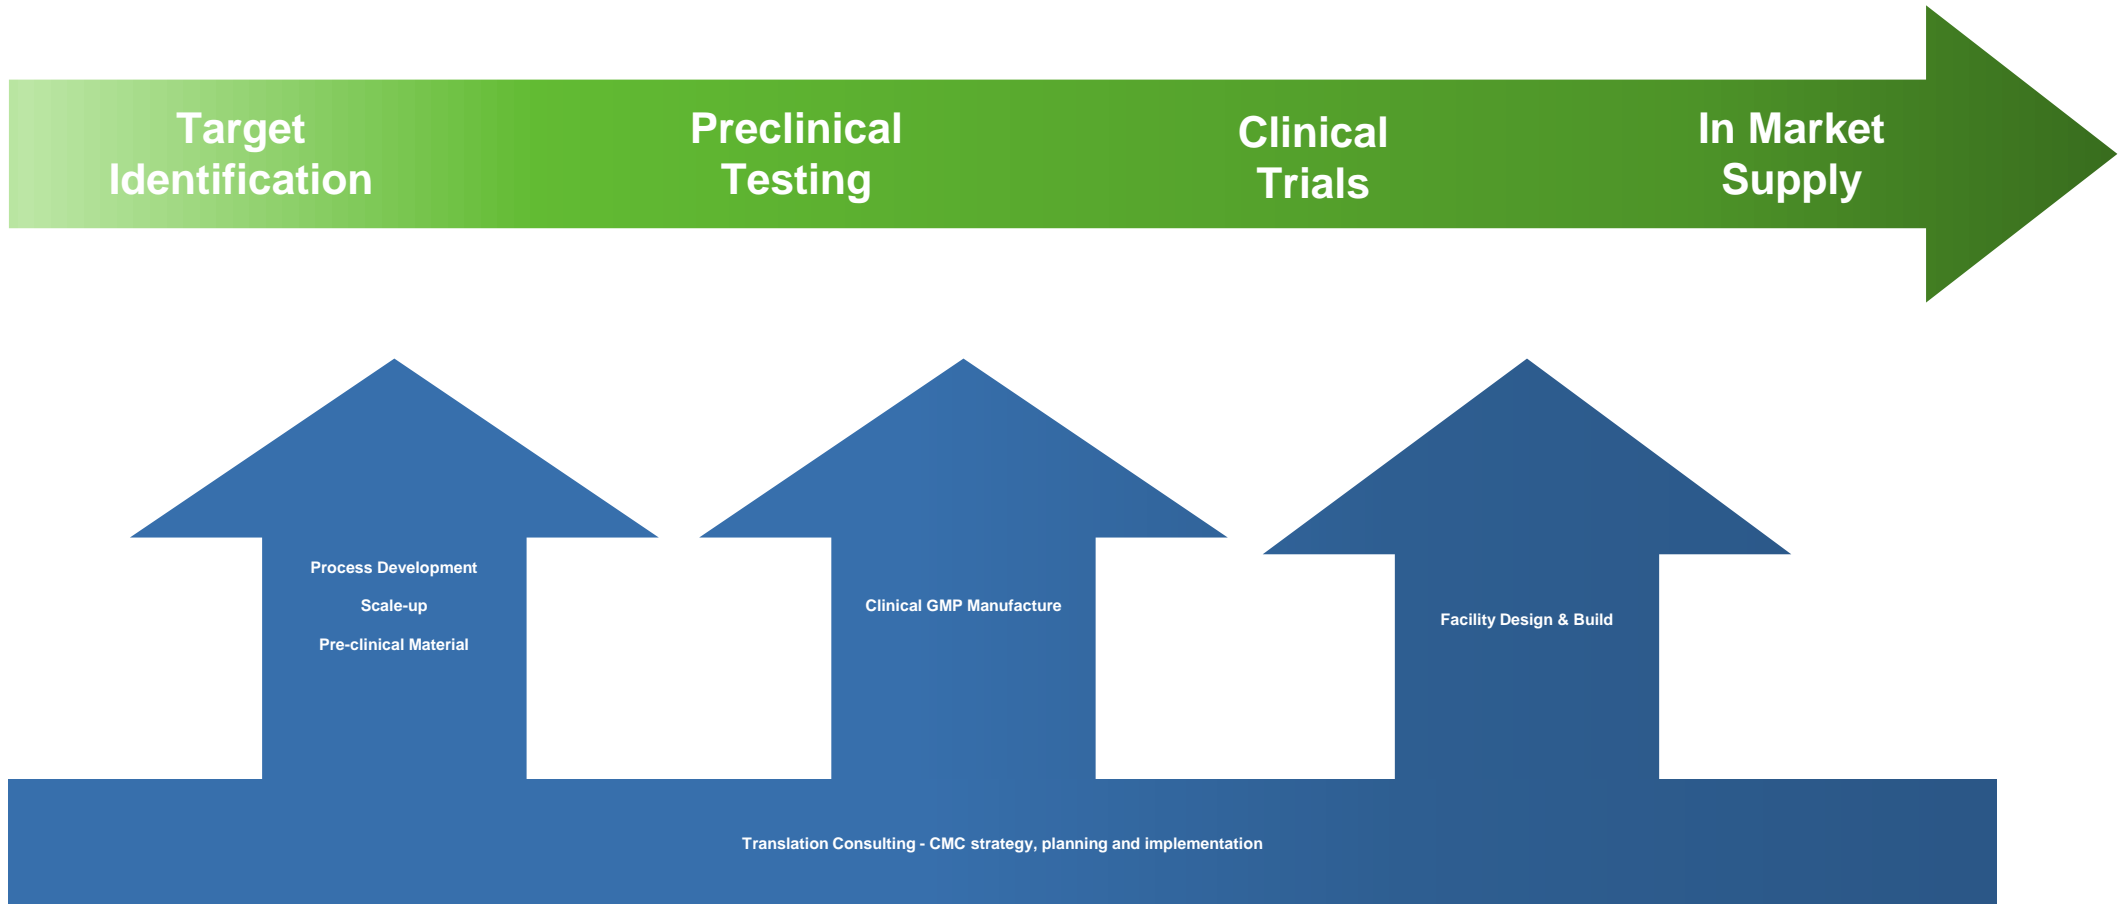 Target
Identification
Preclinical
Testing
Clinical
Trials
In Market
Supply
Process Development
Scale-up
Pre-clinical Material
Clinical GMP Manufacture
Facility Design & Build
Translation Consulting - CMC strategy, planning and implementation